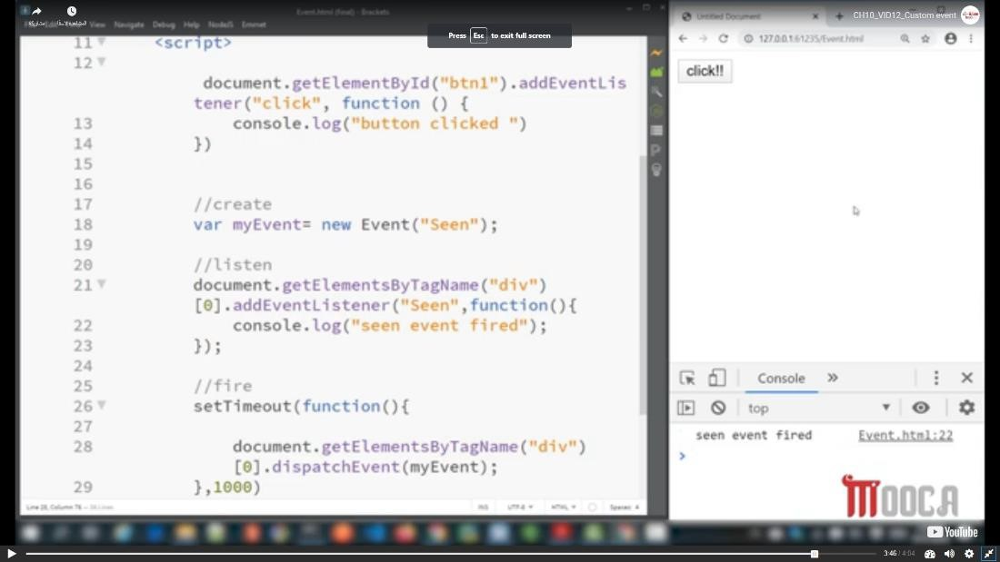 Event.html (final) - Brackets
View Navigate Debug Help NodeJS Emmet
Press Esc to exit full screen
11 <script>
12
document.getElementById("btn1").addEventLis
tener("click", function () {
13 console.log("button clicked ")
14 })
15
16
17 //create
18 var myEvent= new Event("Seen");
19
20 //listen
21 document.getElementsByTagName("div")
[0].addEventListener("Seen",function(){
22 console.log("seen event fired");
23 });
24
25 //fire
26 setTimeout(function(){
27
28 document.getElementsByTagName("div")
[0].dispatchEvent(myEvent);
29 },1000)
UTF-8 HTML Spaces: 4
Untitled Document
CH10_VID12_Custom event
127.0.0.1:61235/Event.html
click!!
Console
top
seen event fired Event.html:22
MOOCA
YouTube
3:46 / 4:04